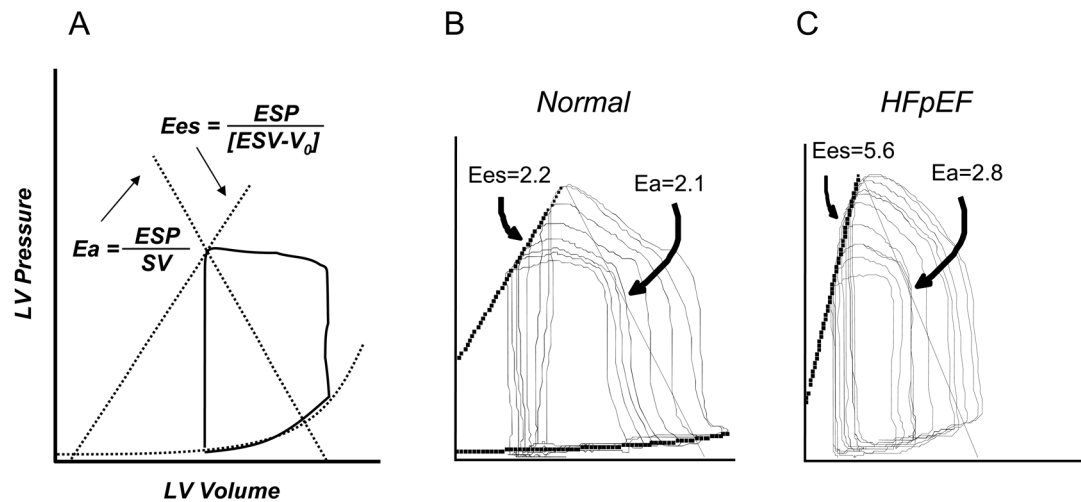 A
Ees = ESP
[ESV-V₀]
Ea = ESP
SV
LV Pressure
LV Volume
B
Normal
Ees=2.2
Ea=2.1
C
HFpEF
Ees=5.6
Ea=2.8